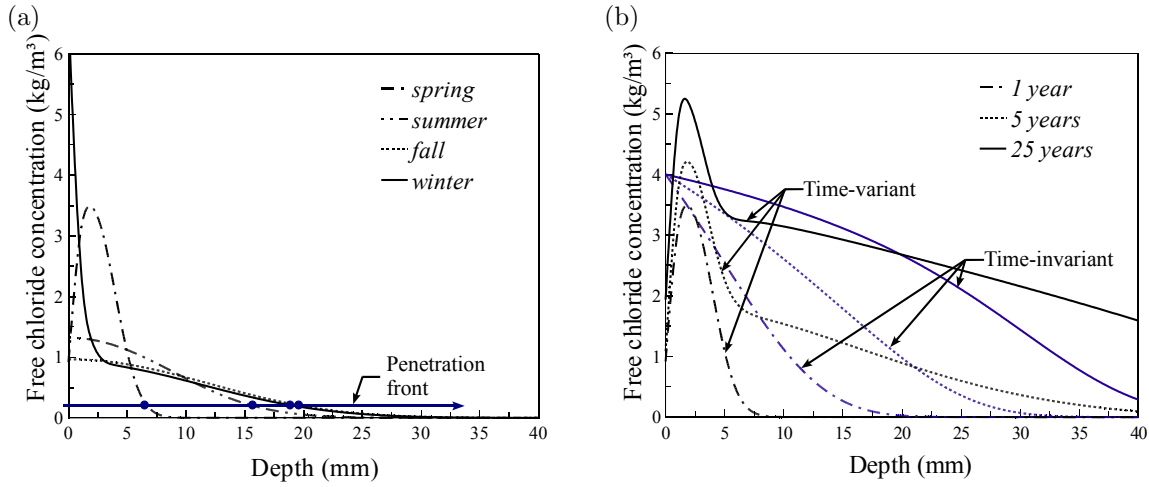 (a)
Free chloride concentration (kg/m³)
6
5
4
3
2
1
0
spring
summer
fall
winter
Penetration
front
0 5 10 15 20 25 30 35 40
Depth (mm)
(b)
Free chloride concentration (kg/m³)
6
5
4
3
2
1
0
1 year
5 years
25 years
Time-variant
Time-invariant
0 5 10 15 20 25 30 35 40
Depth (mm)